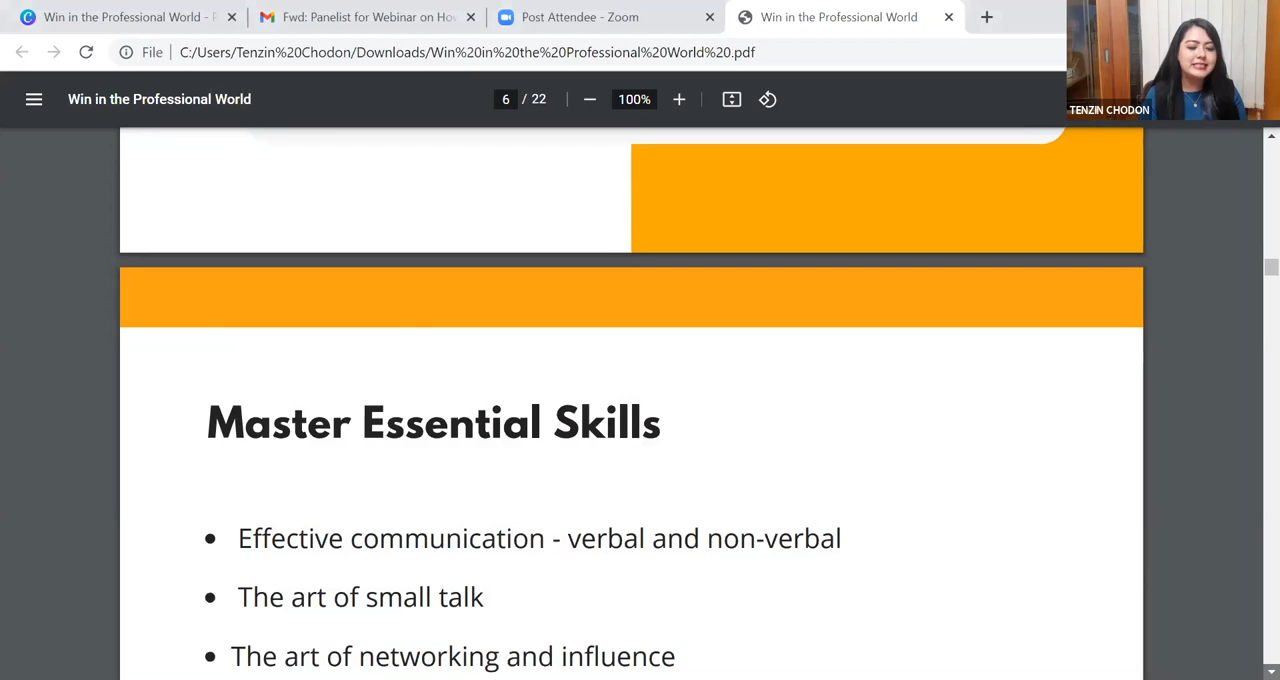 Win in the Professional World - P
Fwd: Panelist for Webinar on How
Post Attendee - Zoom
Win in the Professional World
File
C:/Users/Tenzin%20Chodon/Downloads/Win%20in%20the%20Professional%20World%20.pdf
Win in the Professional World
6 / 22
100%
TENZIN CHODON
Master Essential Skills
• Effective communication - verbal and non-verbal
• The art of small talk
• The art of networking and influence